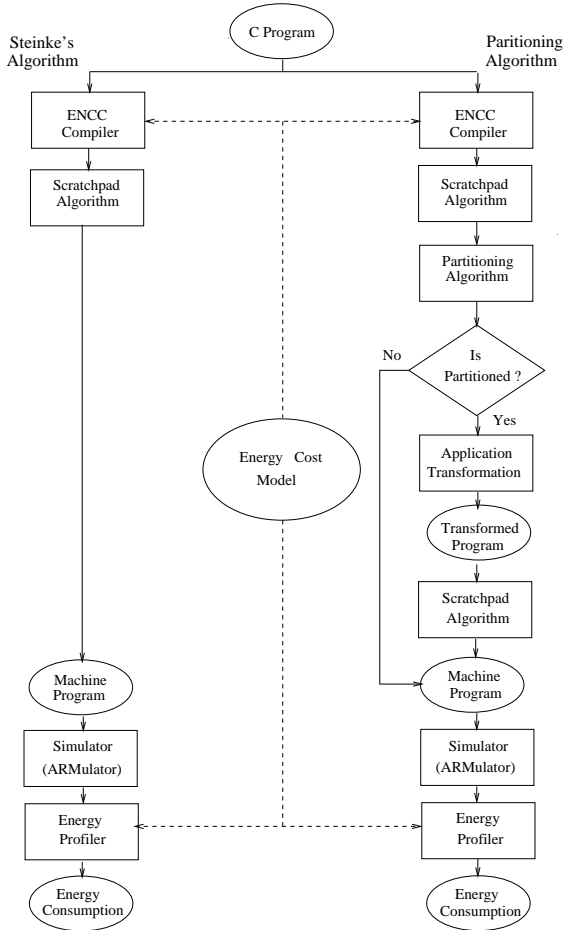 C Program
Steinke's
Algorithm
Paritioning
Algorithm
ENCC
Compiler
ENCC
Compiler
Scratchpad
Algorithm
Scratchpad
Algorithm
Partitioning
Algorithm
Is
Partitioned ?
No
Yes
Energy Cost
Model
Application
Transformation
Transformed
Program
Scratchpad
Algorithm
Machine
Program
Machine
Program
Simulator
(ARMulator)
Simulator
(ARMulator)
Energy
Profiler
Energy
Profiler
Energy
Consumption
Energy
Consumption